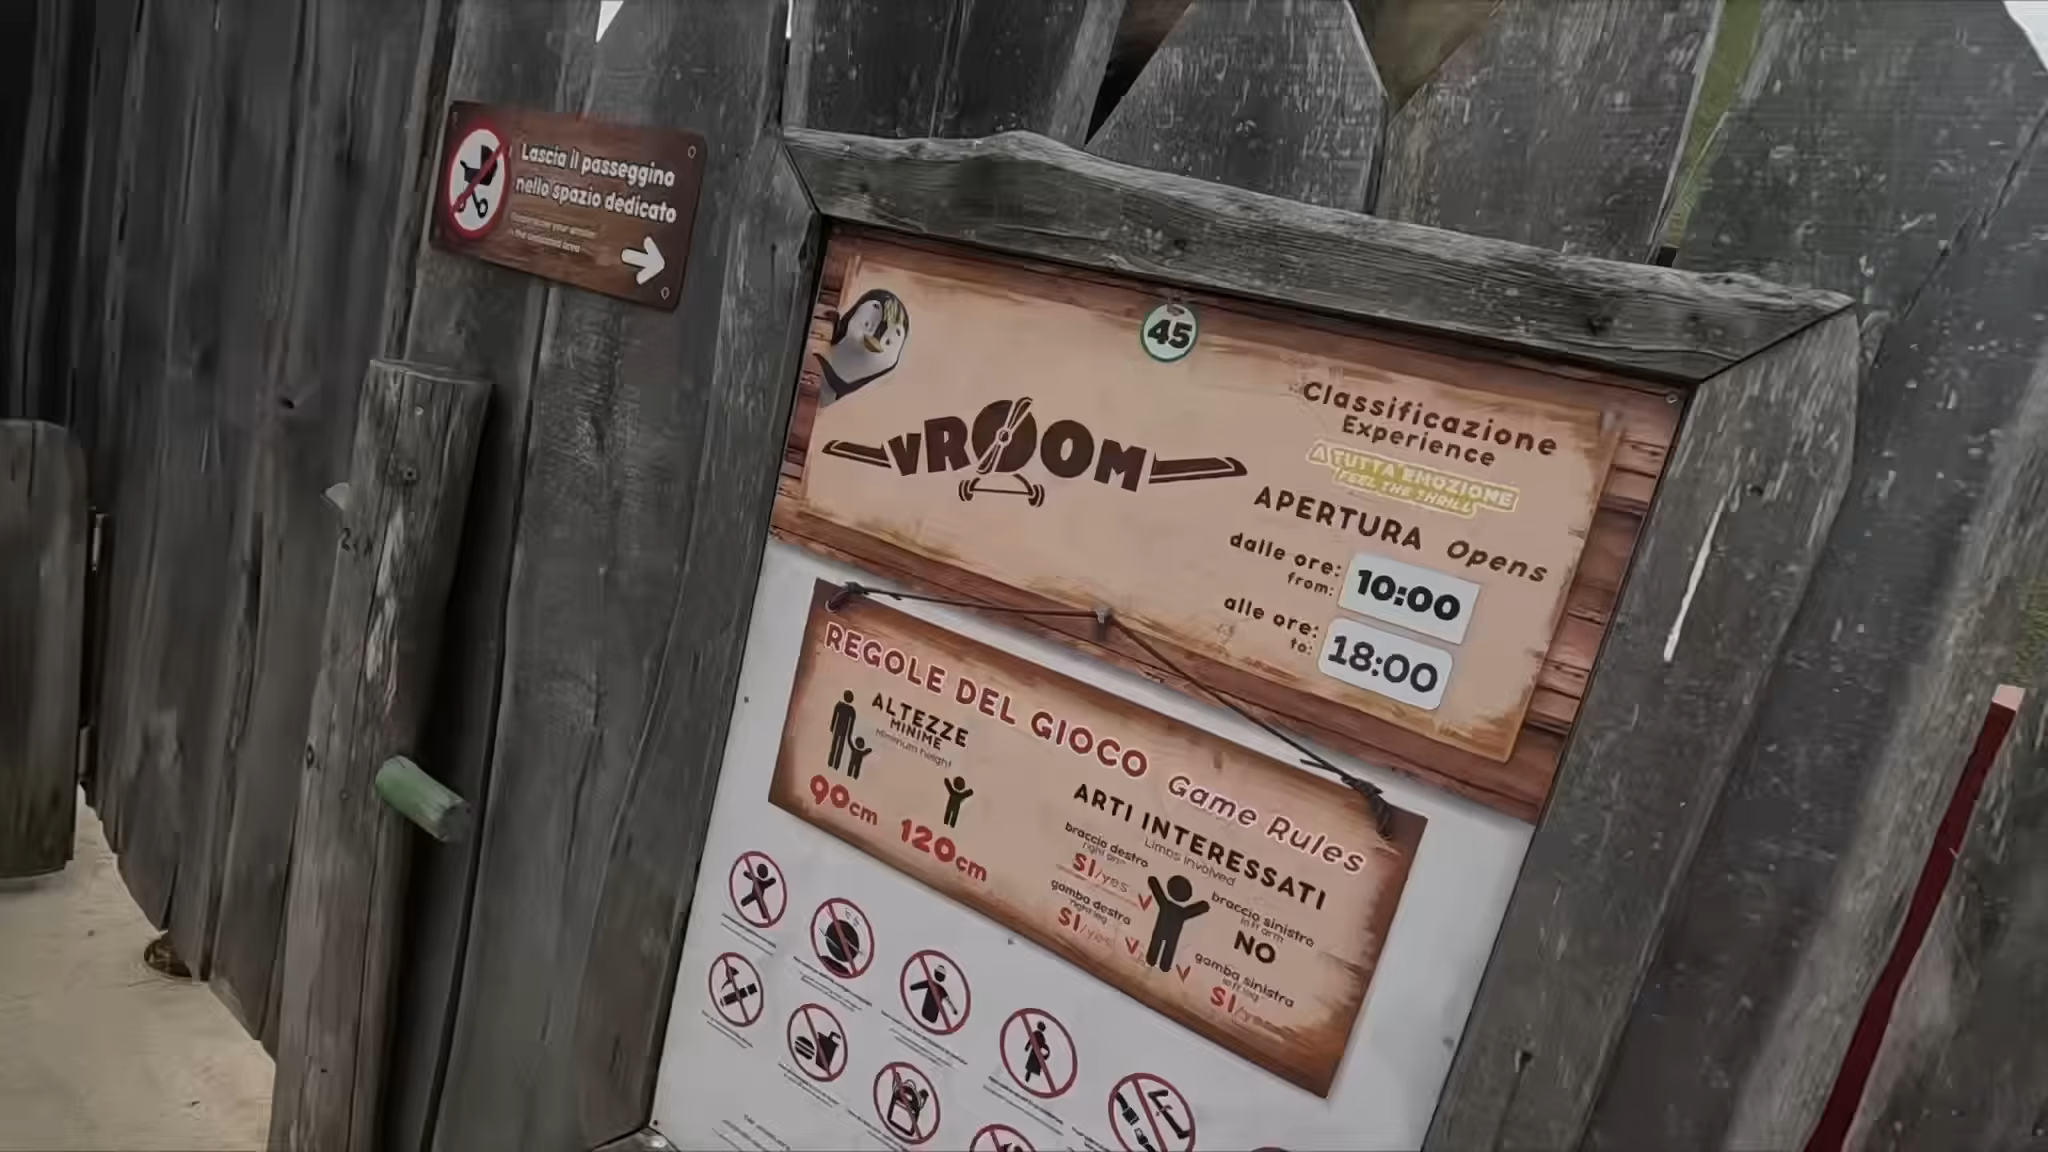 Lascia il passeggino
nello spazio dedicato
45
VROOM
Classificazione
Experience
A TUTTA EMOZIONE
FEEL THE THRILL
APERTURA Opens
dalle ore:
from:
10:00
alle ore:
to:
18:00
REGOLE DEL GIOCO Game Rules
ALTEZZE
MINIME
Minimum height
90cm
120cm
ARTI INTERESSATI
Limbs Involved
braccio destro
right arm
SI/yes
gamba destra
right leg
SI/yes
braccio sinistro
left arm
NO
gamba sinistra
left leg
SI/yes